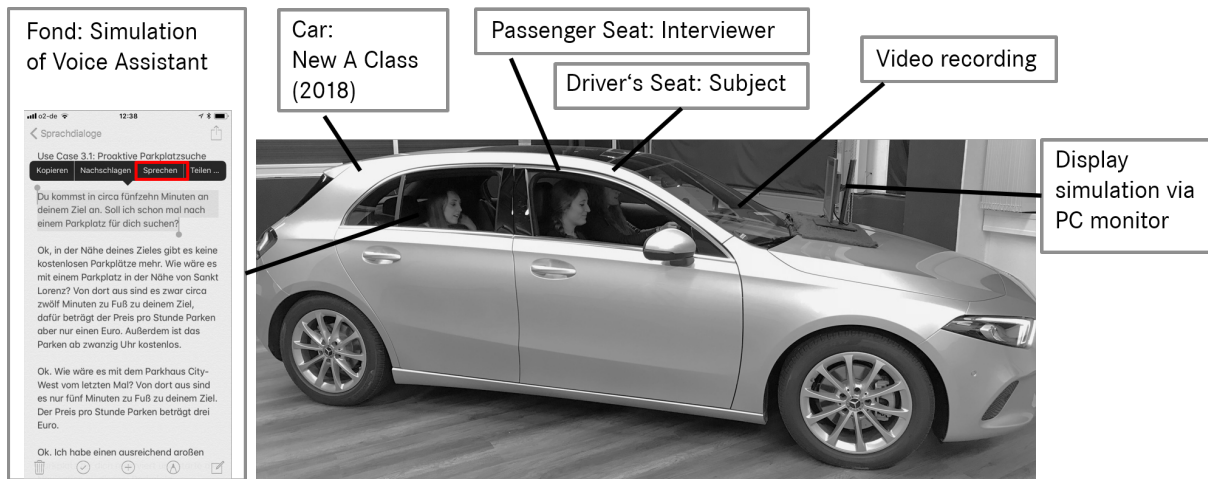 Fond: Simulation
of Voice Assistant
o2-de
12:38
Sprachdialoge
Use Case 3.1: Proaktive Parkplatzsuche
Kopieren
Nachschlagen
Sprechen
Teilen ...
Du kommst in circa fünfzehn Minuten an
deinem Ziel an. Soll ich schon mal nach
einem Parkplatz für dich suchen?
Ok, in der Nähe deines Zieles gibt es keine
kostenlosen Parkplätze mehr. Wie wäre es
mit einem Parkplatz in der Nähe von Sankt
Lorenz? Von dort aus sind es zwar circa
zwölf Minuten zu Fuß zu deinem Ziel,
dafür beträgt der Preis pro Stunde Parken
aber nur einen Euro. Außerdem ist das
Parken ab zwanzig Uhr kostenlos.
Ok. Wie wäre es mit dem Parkhaus City-
West vom letzten Mal? Von dort aus sind
es nur fünf Minuten zu Fuß zu deinem Ziel.
Der Preis pro Stunde Parken beträgt drei
Euro.
Ok. Ich habe einen ausreichend großen
Car:
New A Class
(2018)
Passenger Seat: Interviewer
Driver‘s Seat: Subject
Video recording
Display
simulation via
PC monitor